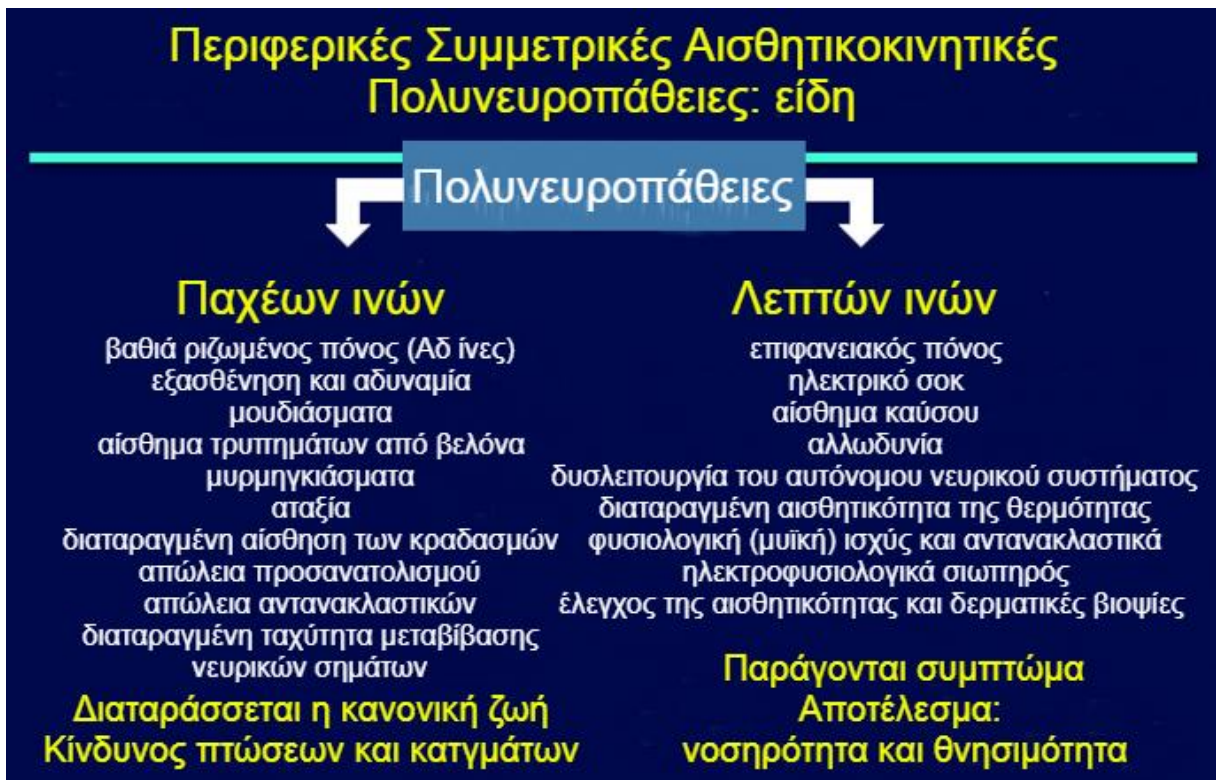 Περιφερικές Συμμετρικές Αισθητικοκινητικές
Πολυνευροπάθειες: είδη
Πολυνευροπάθειες
Παχέων ινών
βαθιά ριζωμένος πόνος (Αδ ίνες)
εξασθένηση και αδυναμία
μουδιάσματα
αίσθημα τρυπημάτων από βελόνα
μυρμηγκιάσματα
αταξία
διαταραγμένη αίσθηση των κραδασμών
απώλεια προσανατολισμού
απώλεια αντανακλαστικών
διαταραγμένη ταχύτητα μεταβίβασης
νευρικών σημάτων
Διαταράσσεται η κανονική ζωή
Κίνδυνος πτώσεων και κατγμάτων
Λεπτών ινών
επιφανειακός πόνος
ηλεκτρικό σοκ
αίσθημα καύσου
αλλωδυνία
δυσλειτουργία του αυτόνομου νευρικού συστήματος
διαταραγμένη αισθητικότητα της θερμότητας
φυσιολογική (μυϊκή) ισχύς και αντανακλαστικά
ηλεκτροφυσιολογικά σιωπηρός
έλεγχος της αισθητικότητας και δερματικές βιοψίες
Παράγονται συμπτώμα
Αποτέλεσμα:
νοσηρότητα και θνησιμότητα